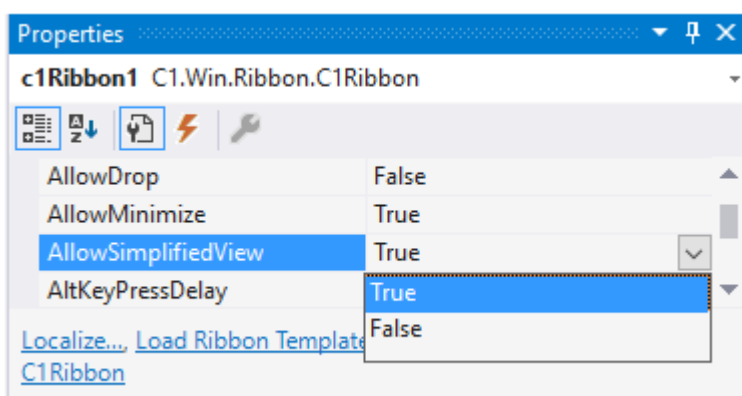 Properties
c1Ribbon1 C1.Win.Ribbon.C1Ribbon
AllowDrop False
AllowMinimize True
AllowSimplifiedView True
AltKeyPressDelay True
False
Localize..., Load Ribbon Template
C1Ribbon